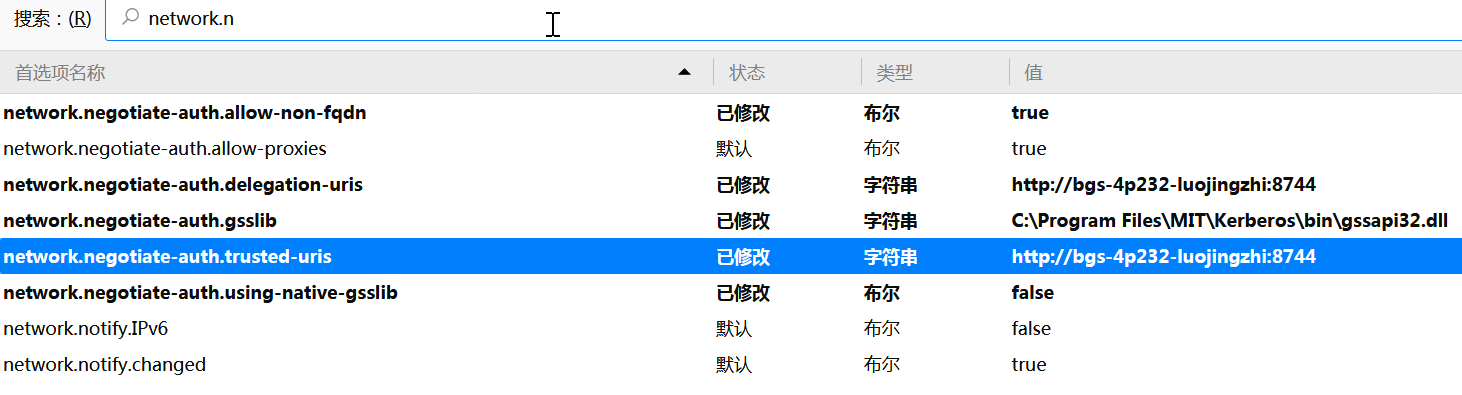 搜索：(R) network.n
首选项名称 状态 类型 值
network.negotiate-auth.allow-non-fqdn 已修改 布尔 true
network.negotiate-auth.allow-proxies 默认 布尔 true
network.negotiate-auth.delegation-uris 已修改 字符串 http://bgs-4p232-luojingzhi:8744
network.negotiate-auth.gsslib 已修改 字符串 C:\Program Files\MIT\Kerberos\bin\gssapi32.dll
network.negotiate-auth.trusted-uris 已修改 字符串 http://bgs-4p232-luojingzhi:8744
network.negotiate-auth.using-native-gsslib 已修改 布尔 false
network.notify.IPv6 默认 布尔 false
network.notify.changed 默认 布尔 true